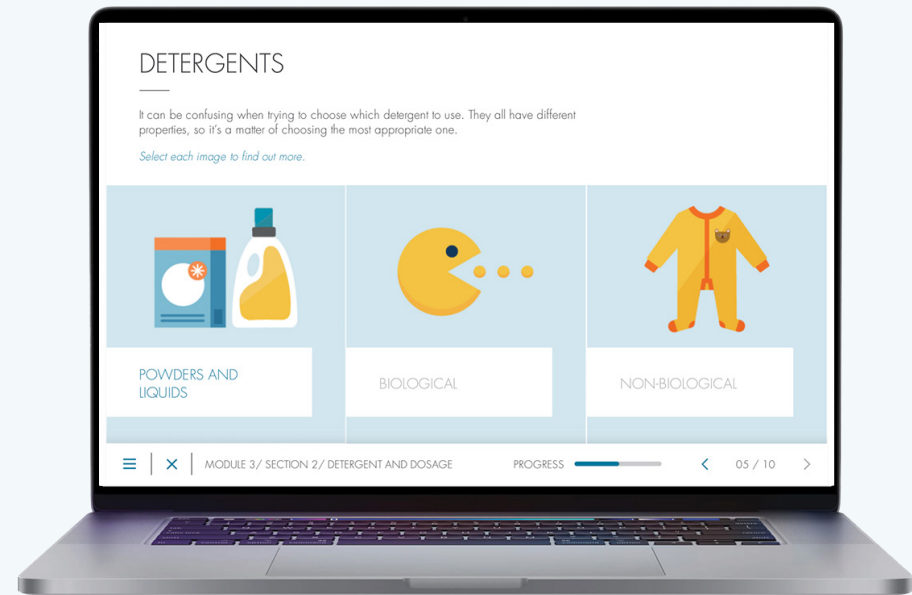 DETERGENTS
It can be confusing when trying to choose which detergent to use. They all have different
properties, so it's a matter of choosing the most appropriate one.
Select each image to find out more.
POWDERS AND
LIQUIDS
BIOLOGICAL
NON-BIOLOGICAL
MODULE 3/ SECTION 2/ DETERGENT AND DOSAGE
PROGRESS
05 / 10